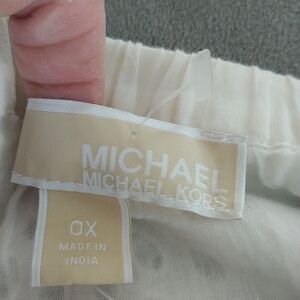 MICHAEL
MICHAEL KORS
0X
MADE IN
INDIA